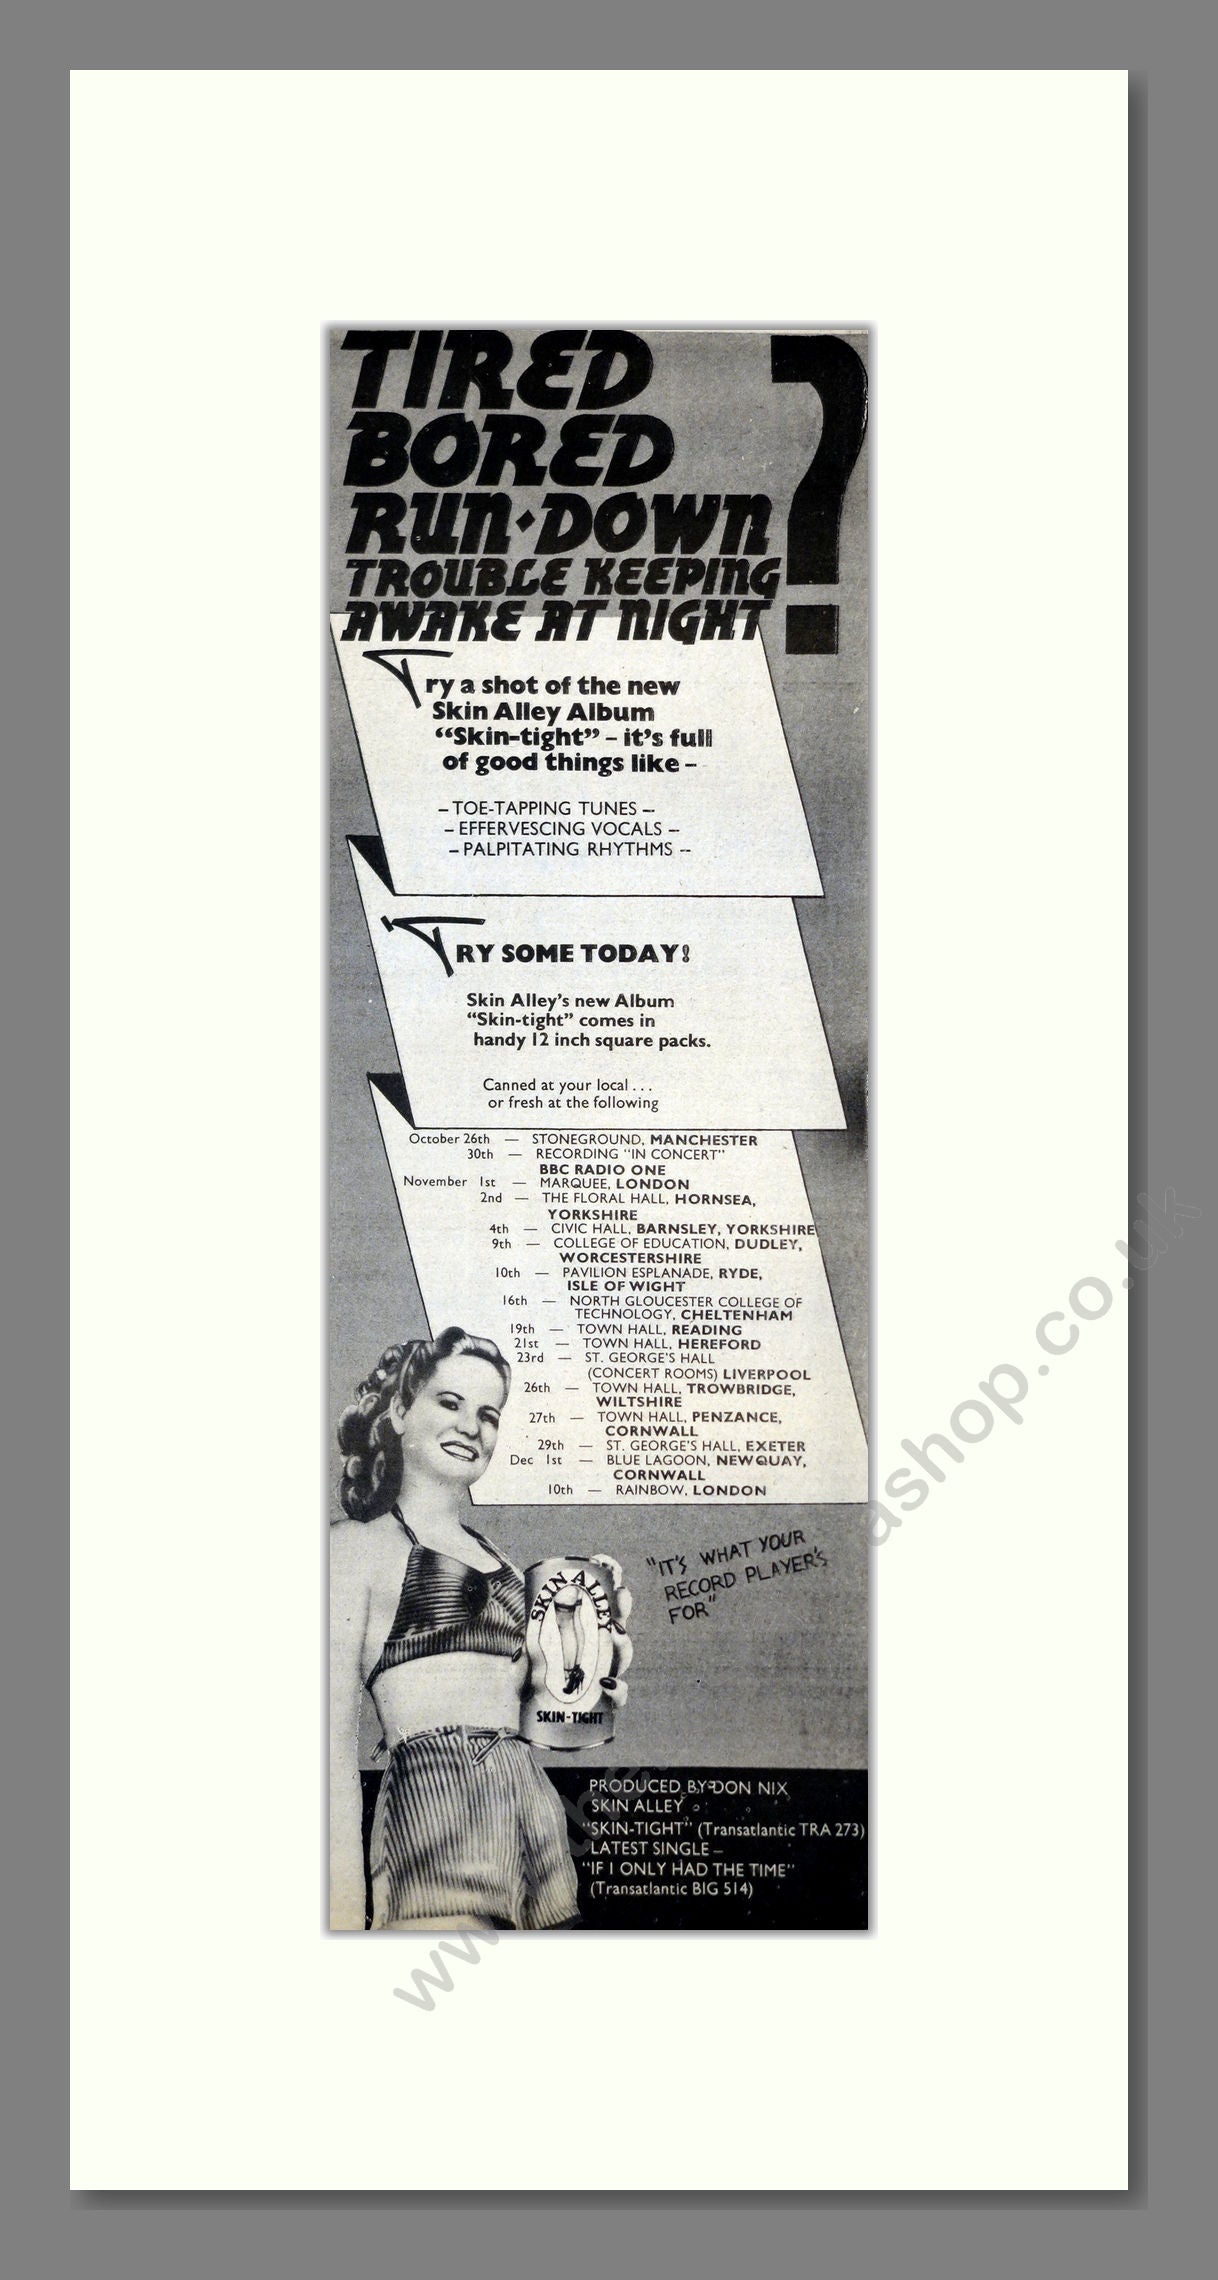 TIRED
BORED
RUN·DOWN
TROUBLE KEEPING
AWAKE AT NIGHT
?
Try a shot of the new
Skin Alley Album
“Skin-tight” – it’s full
of good things like –
– TOE-TAPPING TUNES –
– EFFERVESCING VOCALS –
– PALPITATING RHYTHMS –
TRY SOME TODAY!
Skin Alley’s new Album
“Skin-tight” comes in
handy 12 inch square packs.
Canned at your local . . .
or fresh at the following
October 26th — STONEGROUND, MANCHESTER
30th — RECORDING "IN CONCERT"
BBC RADIO ONE
November 1st — MARQUEE, LONDON
2nd — THE FLORAL HALL, HORNSEA,
YORKSHIRE
4th — CIVIC HALL, BARNSLEY, YORKSHIRE
9th — COLLEGE OF EDUCATION, DUDLEY,
WORCESTERSHIRE
10th — PAVILION ESPLANADE, RYDE,
ISLE OF WIGHT
16th — NORTH GLOUCESTER COLLEGE OF
TECHNOLOGY, CHELTENHAM
19th — TOWN HALL, READING
21st — TOWN HALL, HEREFORD
23rd — ST. GEORGE'S HALL
(CONCERT ROOMS) LIVERPOOL
26th — TOWN HALL, TROWBRIDGE,
WILTSHIRE
27th — TOWN HALL, PENZANCE,
CORNWALL
29th — ST. GEORGE'S HALL, EXETER
Dec 1st — BLUE LAGOON, NEWQUAY,
CORNWALL
10th — RAINBOW, LONDON
"IT'S WHAT YOUR
RECORD PLAYER'S
FOR"
SKIN ALLEY
SKIN-TIGHT
PRODUCED BY DON NIX
SKIN ALLEY
"SKIN-TIGHT" (Transatlantic TRA 273)
LATEST SINGLE –
"IF I ONLY HAD THE TIME"
(Transatlantic BIG 514)